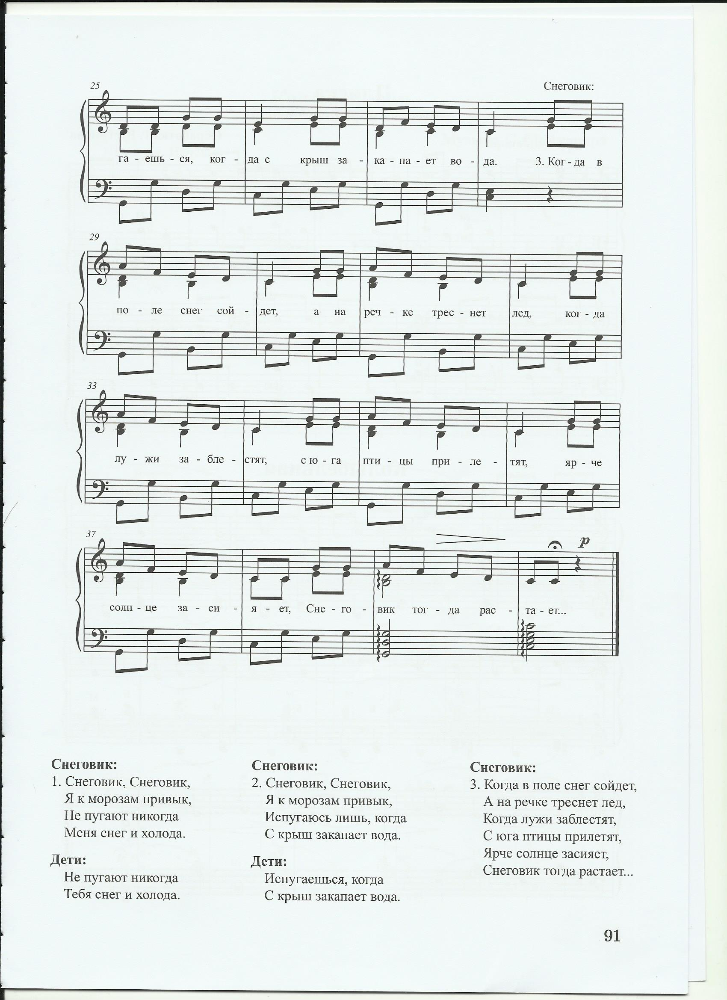 25
Снеговик:
га - ешь - ся, ког - да с крыш за - ка - па - ет во - да. 3. Ког - да в
29
по - ле снег сой - дет, а на реч - ке трес - нет лед, ког - да
33
лу - жи за - бле - стят, с ю - га пти - цы при - ле - тят, яр - че
37
p
солн - це за - си - я - ет, Сне - го - вик тог - да рас - та - ет...
Снеговик:
1. Снеговик, Снеговик,
Я к морозам привык,
Не пугают никогда
Меня снег и холода.
Дети:
Не пугают никогда
Тебя снег и холода.
Снеговик:
2. Снеговик, Снеговик,
Я к морозам привык,
Испугаюсь лишь, когда
С крыш закапает вода.
Дети:
Испугаешься, когда
С крыш закапает вода.
Снеговик:
3. Когда в поле снег сойдет,
А на речке треснет лед,
Когда лужи заблестят,
С юга птицы прилетят,
Ярче солнце засияет,
Снеговик тогда растает...
91